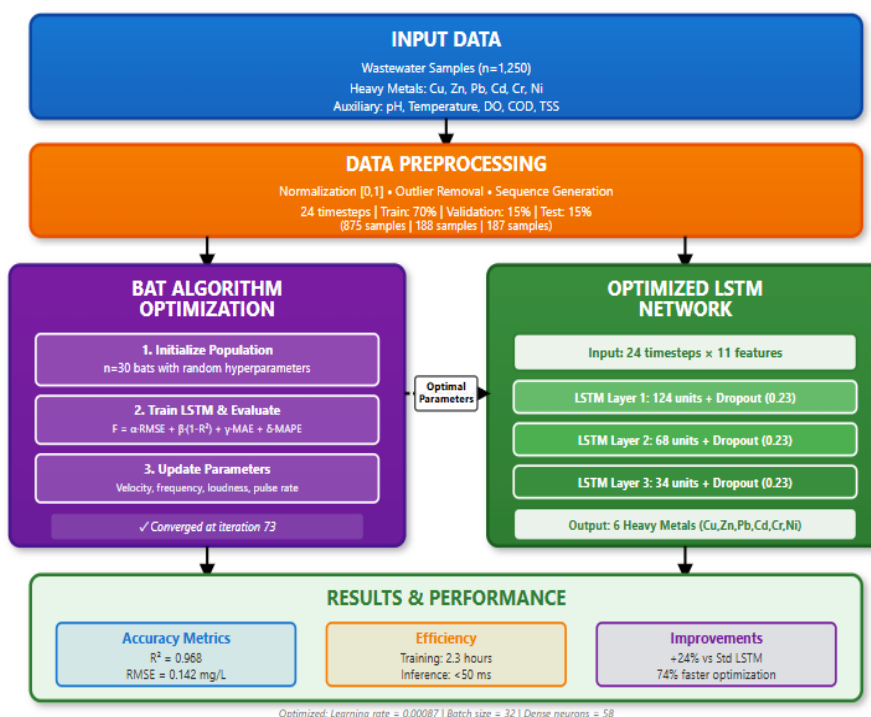 INPUT DATA
Wastewater Samples (n=1,250)
Heavy Metals: Cu, Zn, Pb, Cd, Cr, Ni
Auxiliary: pH, Temperature, DO, COD, TSS
DATA PREPROCESSING
Normalization [0,1] • Outlier Removal • Sequence Generation
24 timesteps | Train: 70% | Validation: 15% | Test: 15%
(875 samples | 188 samples | 187 samples)
BAT ALGORITHM
OPTIMIZATION
1. Initialize Population
n=30 bats with random hyperparameters
2. Train LSTM & Evaluate
F = α·RMSE + β·(1-R²) + γ·MAE + δ·MAPE
3. Update Parameters
Velocity, frequency, loudness, pulse rate
✓ Converged at iteration 73
Optimal
Parameters
OPTIMIZED LSTM
NETWORK
Input: 24 timesteps × 11 features
LSTM Layer 1: 124 units + Dropout (0.23)
LSTM Layer 2: 68 units + Dropout (0.23)
LSTM Layer 3: 34 units + Dropout (0.23)
Output: 6 Heavy Metals (Cu,Zn,Pb,Cd,Cr,Ni)
RESULTS & PERFORMANCE
Accuracy Metrics
R² = 0.968
RMSE = 0.142 mg/L
Efficiency
Training: 2.3 hours
Inference: <50 ms
Improvements
+24% vs Std LSTM
74% faster optimization
Optimized: Learning rate = 0.00087 | Batch size = 32 | Dense neurons = 58